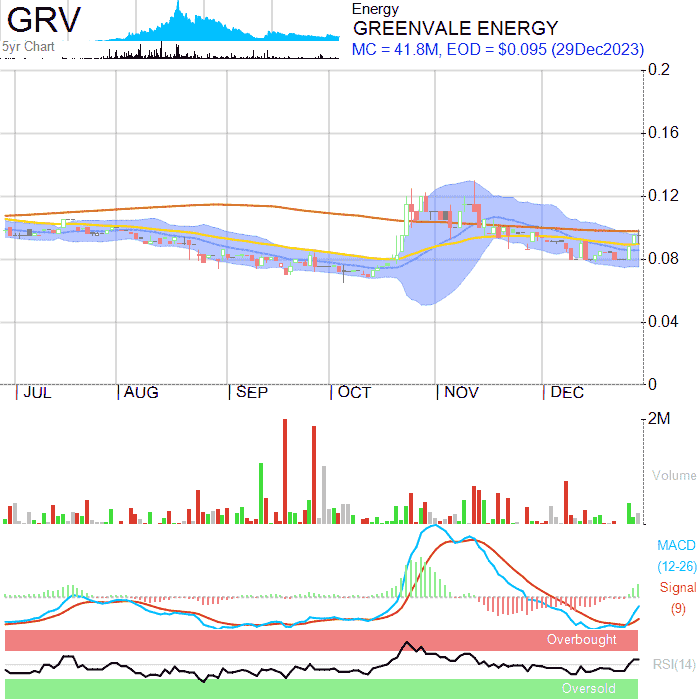 GRV
5yr Chart
Energy
GREENVALE ENERGY
MC = 41.8M, EOD = $0.095 (29Dec2023)
0.2
0.16
0.12
0.08
0.04
0
JUL AUG SEP OCT NOV DEC
2M
Volume
MACD
(12-26)
Signal
(9)
Overbought
RSI(14)
Oversold